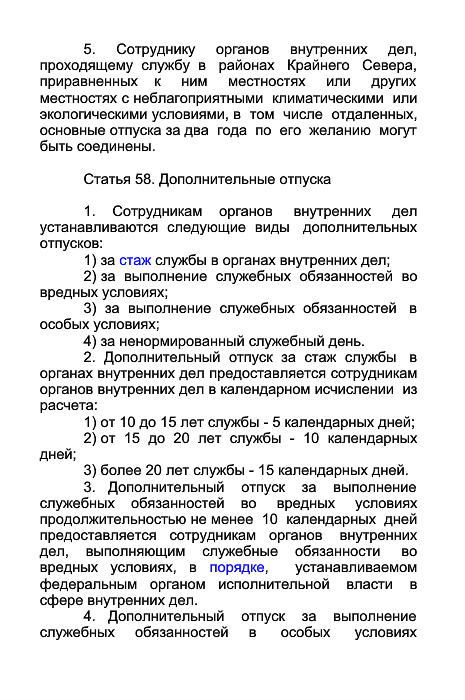 5. Сотруднику органов внутренних дел,
проходящему службу в районах Крайнего Севера,
приравненных к ним местностях или других
местностях с неблагоприятными климатическими или
экологическими условиями, в том числе отдаленных,
основные отпуска за два года по его желанию могут
быть соединены.
Статья 58. Дополнительные отпуска
1. Сотрудникам органов внутренних дел
устанавливаются следующие виды дополнительных
отпусков:
1) за стаж службы в органах внутренних дел;
2) за выполнение служебных обязанностей во
вредных условиях;
3) за выполнение служебных обязанностей в
особых условиях;
4) за ненормированный служебный день.
2. Дополнительный отпуск за стаж службы в
органах внутренних дел предоставляется сотрудникам
органов внутренних дел в календарном исчислении из
расчета:
1) от 10 до 15 лет службы - 5 календарных дней;
2) от 15 до 20 лет службы - 10 календарных
дней;
3) более 20 лет службы - 15 календарных дней.
3. Дополнительный отпуск за выполнение
служебных обязанностей во вредных условиях
продолжительностью не менее 10 календарных дней
предоставляется сотрудникам органов внутренних
дел, выполняющим служебные обязанности во
вредных условиях, в порядке, устанавливаемом
федеральным органом исполнительной власти в
сфере внутренних дел.
4. Дополнительный отпуск за выполнение
служебных обязанностей в особых условиях